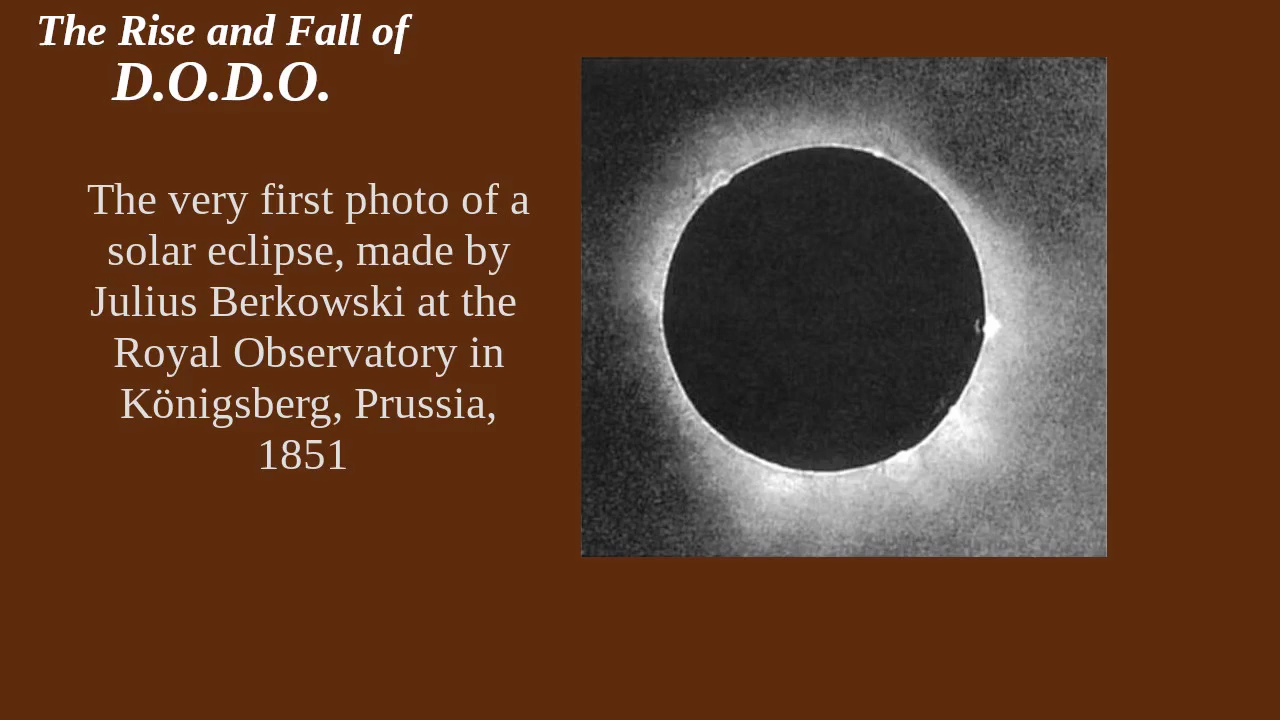 The Rise and Fall of
D.O.D.O.
The very first photo of a
solar eclipse, made by
Julius Berkowski at the
Royal Observatory in
Königsberg, Prussia,
1851